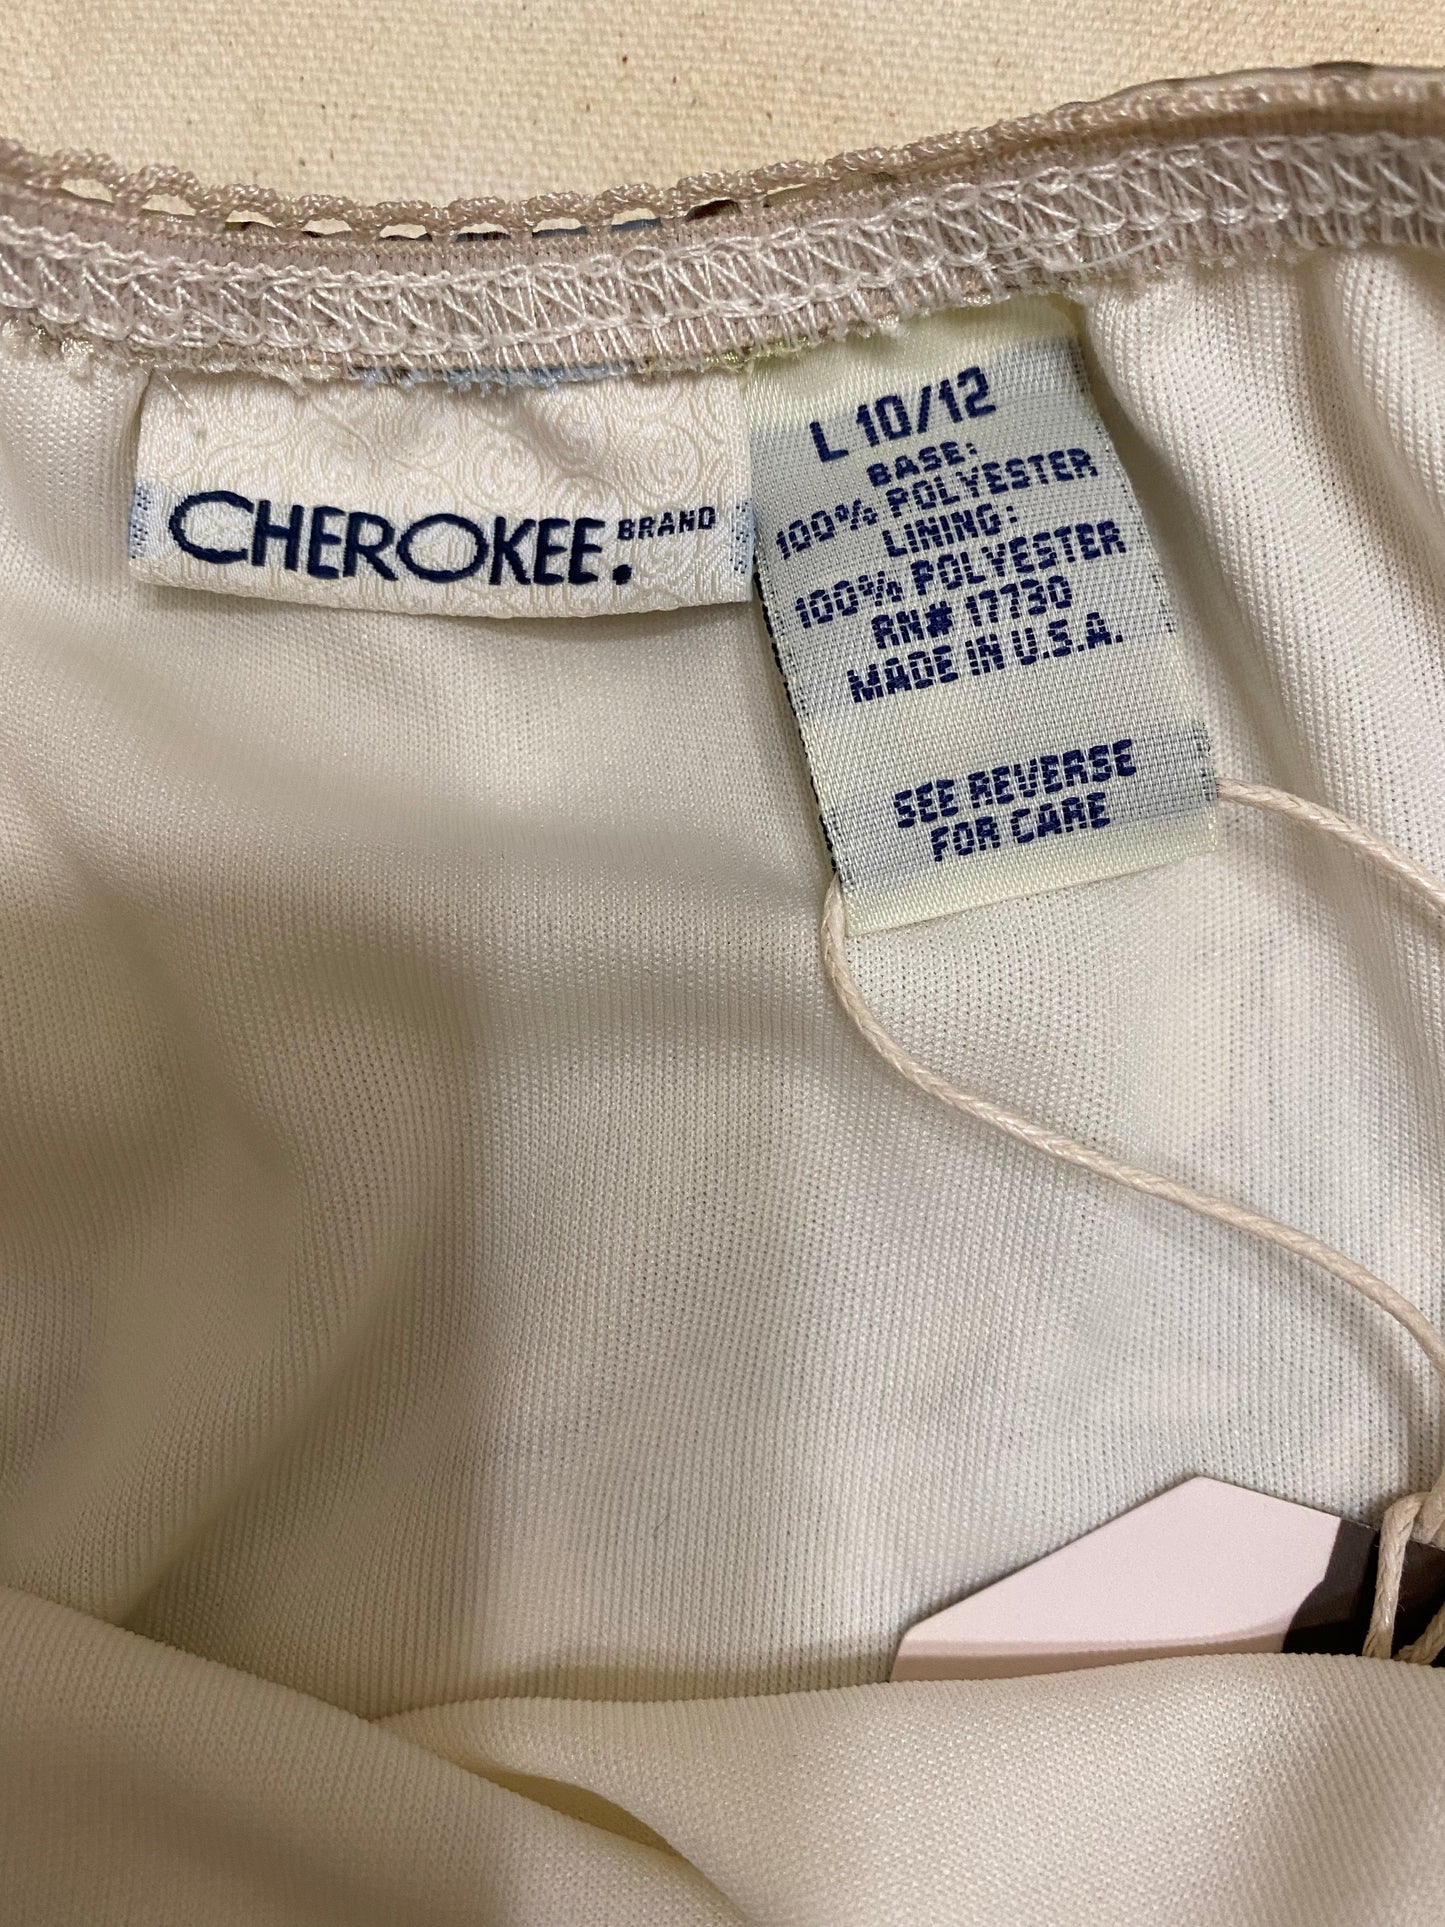 CHEROKEE. BRAND
L 10/12
BASE:
100% POLYESTER
LINING:
100% POLYESTER
RN# 17730
MADE IN U.S.A.
SEE REVERSE
FOR CARE